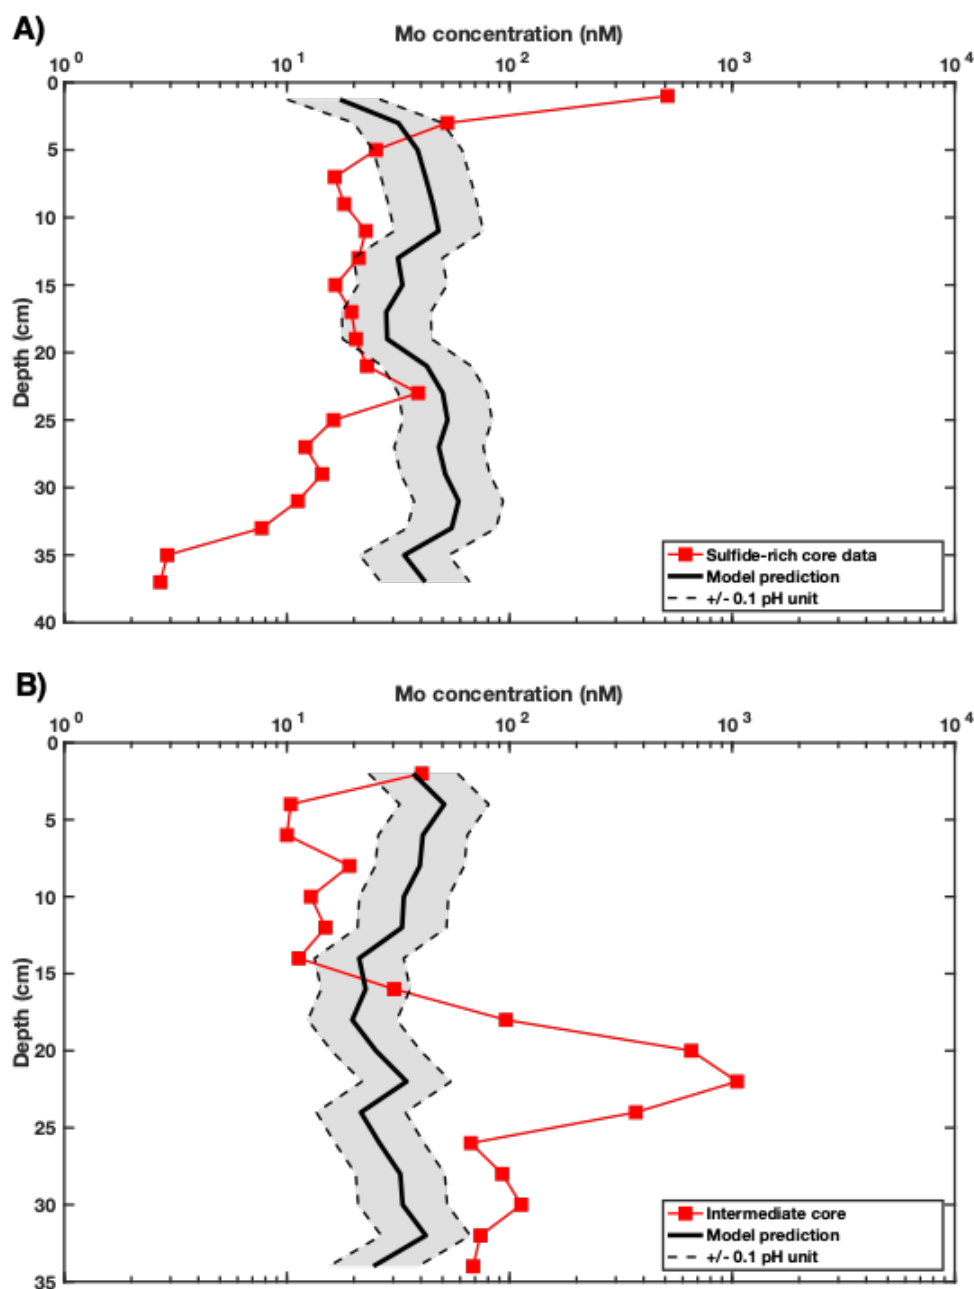 A)
Mo concentration (nM)
10^0 10^1 10^2 10^3 10^4
0
5
10
15
20
25
30
35
40
Depth (cm)
Sulfide-rich core data
Model prediction
+/- 0.1 pH unit
B)
Mo concentration (nM)
10^0 10^1 10^2 10^3 10^4
0
5
10
15
20
25
30
35
Depth (cm)
Intermediate core
Model prediction
+/- 0.1 pH unit